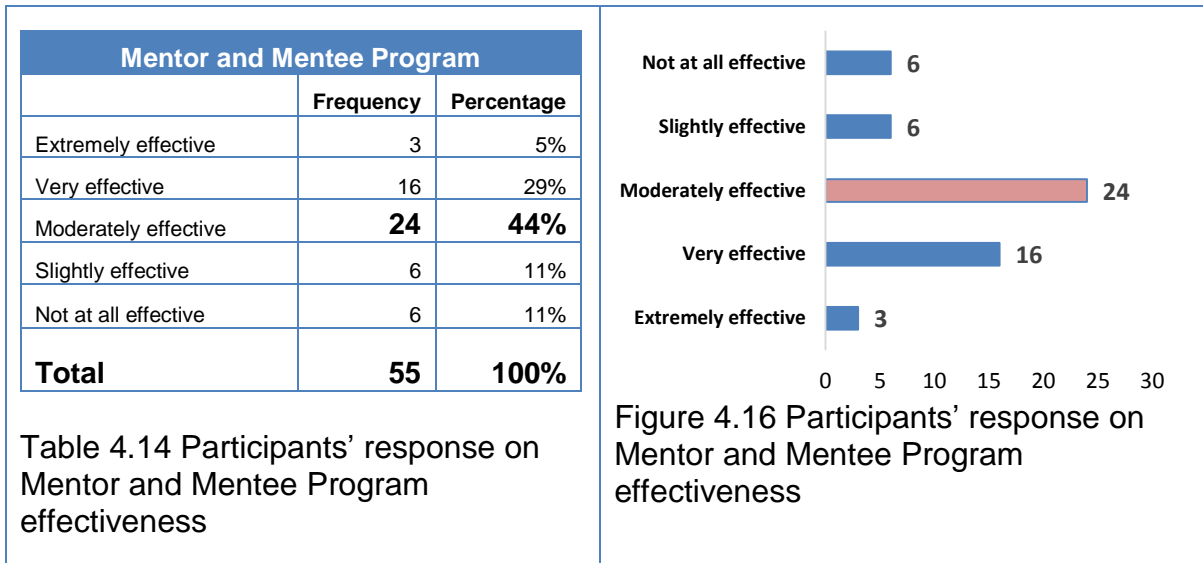 Mentor and Mentee Program
Frequency Percentage
Extremely effective 3 5%
Very effective 16 29%
Moderately effective 24 44%
Slightly effective 6 11%
Not at all effective 6 11%
Total 55 100%
Table 4.14 Participants’ response on
Mentor and Mentee Program
effectiveness
Not at all effective 6
Slightly effective 6
Moderately effective 24
Very effective 16
Extremely effective 3
0 5 10 15 20 25 30
Figure 4.16 Participants’ response on
Mentor and Mentee Program
effectiveness